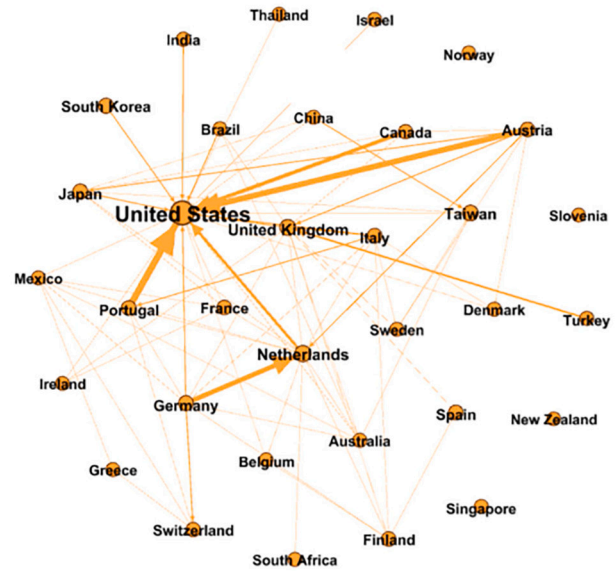 Thailand
Israel
India
Norway
South Korea
Brazil
China
Canada
Austria
Japan
United States
United Kingdom
Italy
Taiwan
Slovenia
Mexico
Portugal
France
Sweden
Denmark
Turkey
Netherlands
Ireland
Germany
Spain
New Zealand
Australia
Belgium
Greece
Singapore
Switzerland
Finland
South Africa